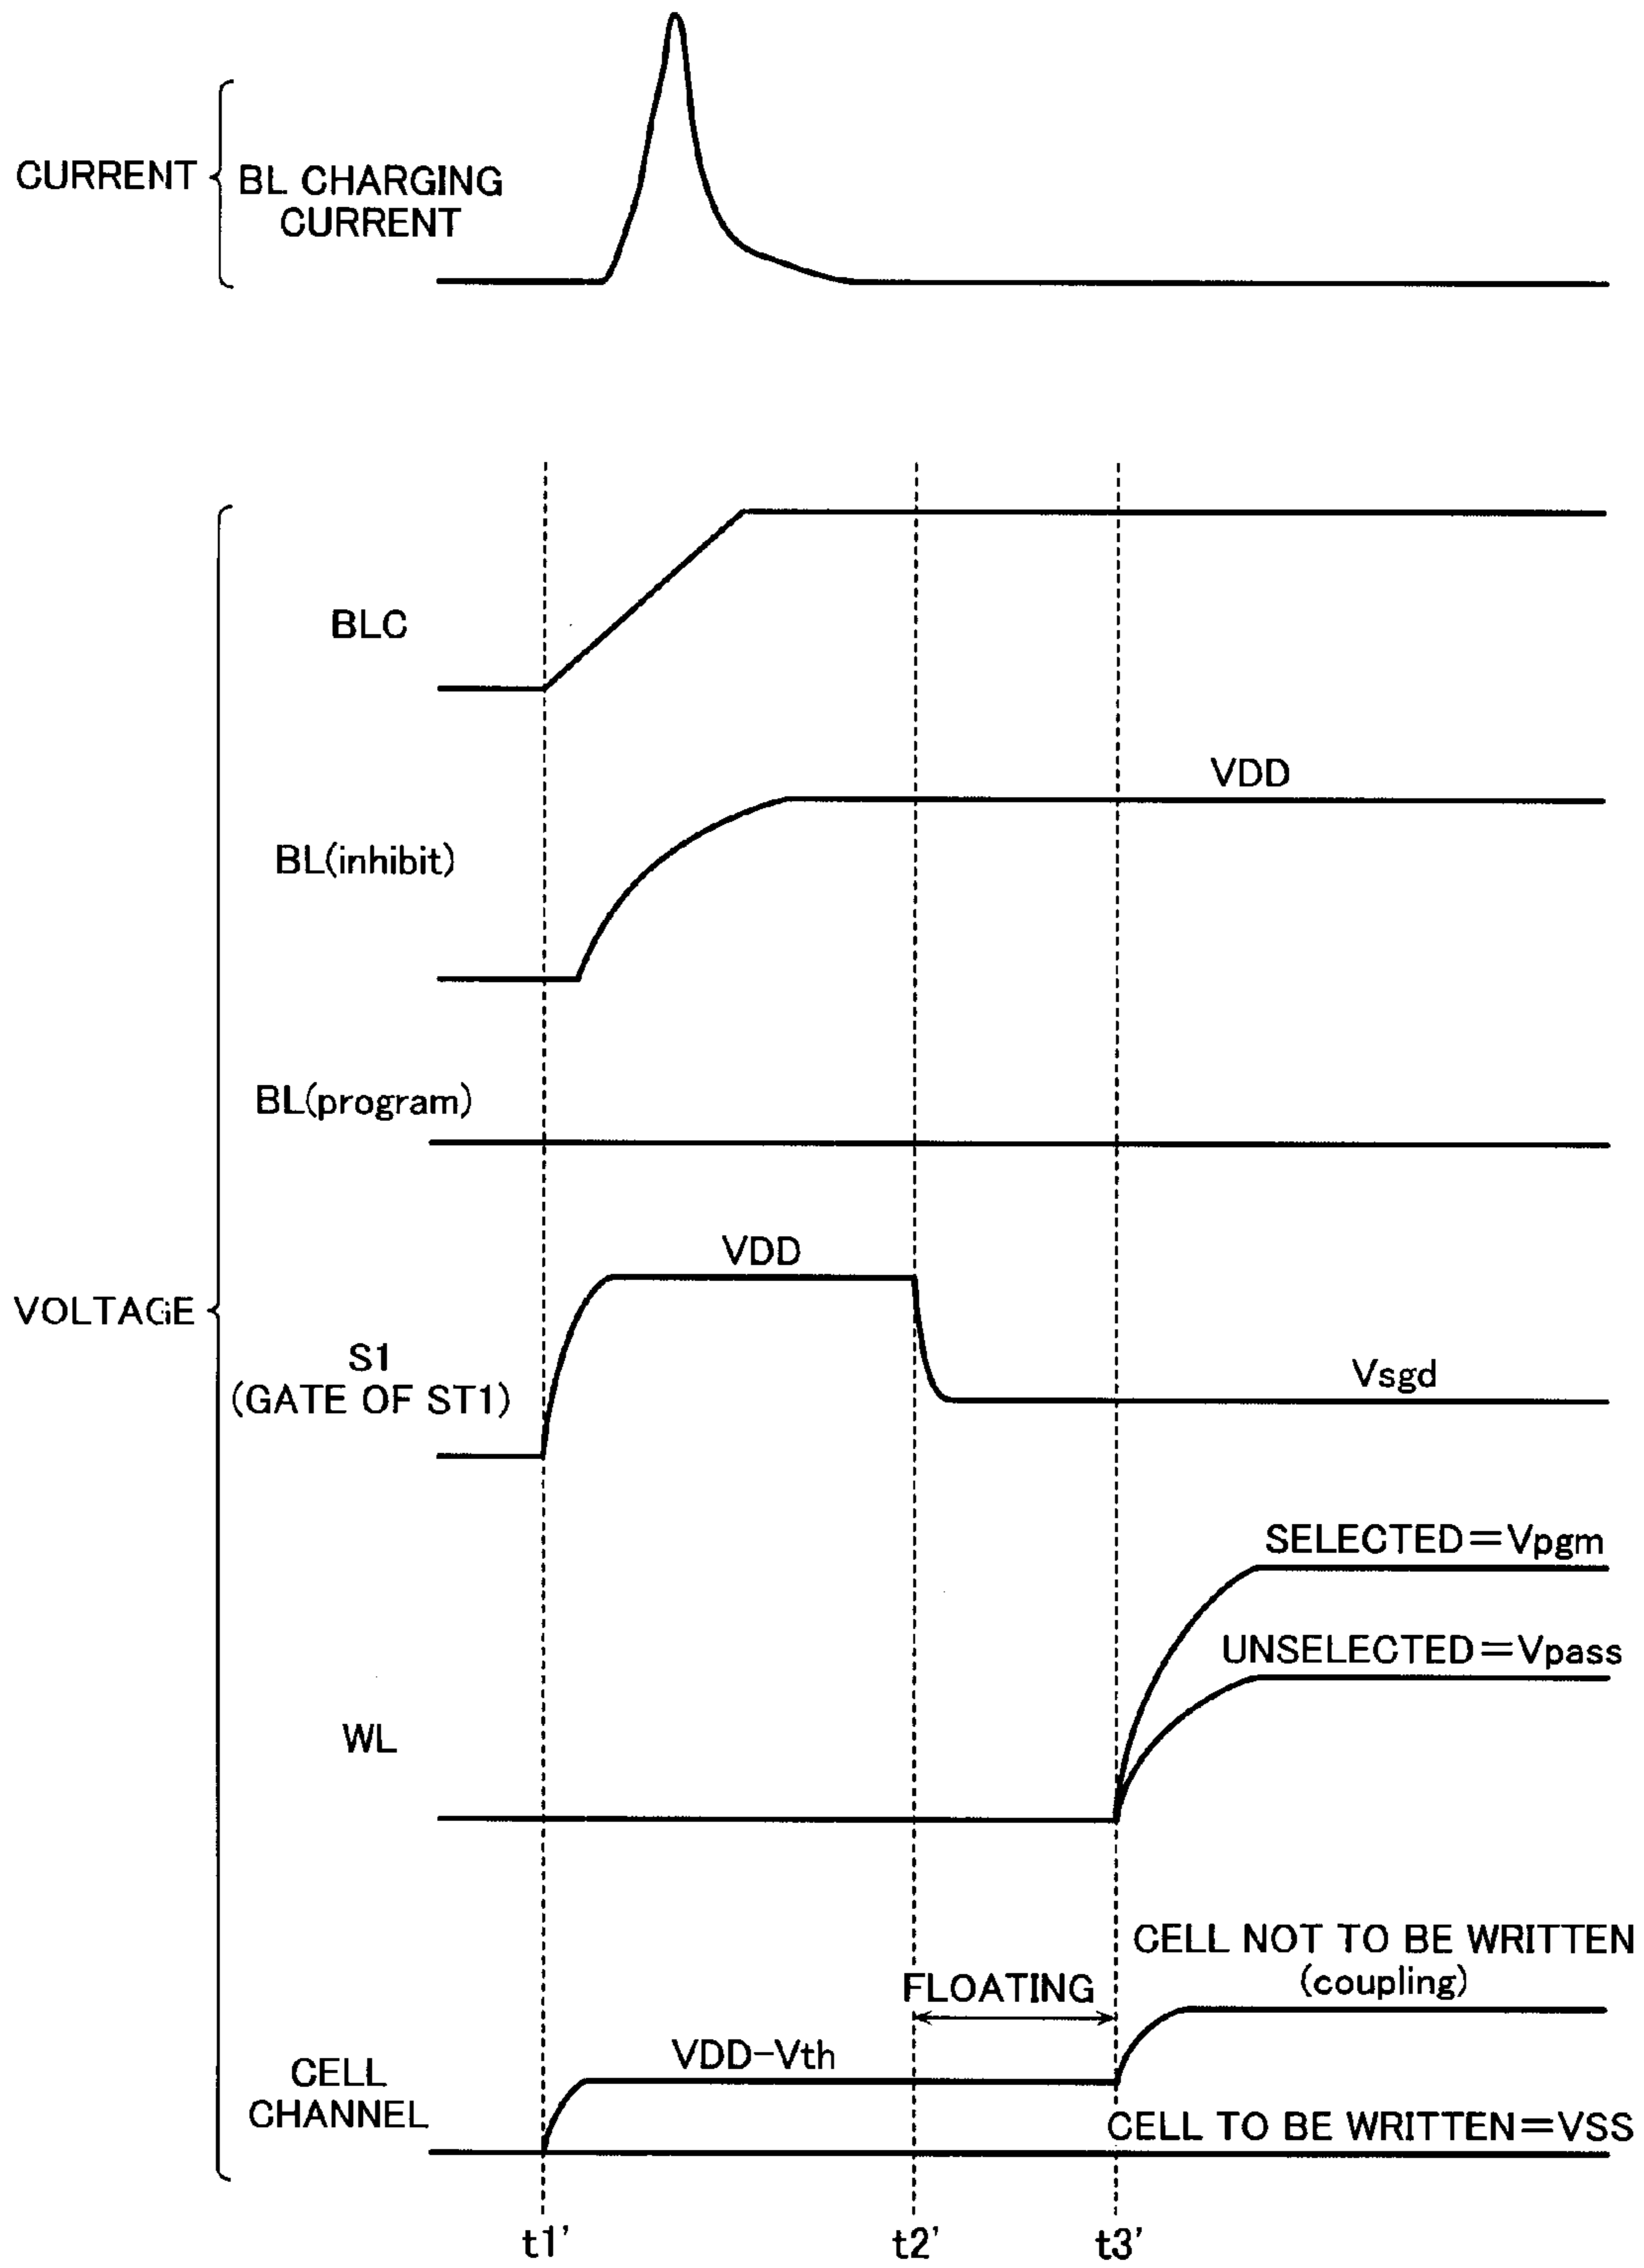 CURRENT
BL CHARGING
CURRENT
BLC
VDD
BL(inhibit)
BL(program)
VDD
VOLTAGE
S1
(GATE OF ST1)
Vsgd
SELECTED=Vpgm
UNSELECTED=Vpass
WL
CELL NOT TO BE WRITTEN
(coupling)
FLOATING
VDD-Vth
CELL
CHANNEL
CELL TO BE WRITTEN=VSS
t1' t2' t3'